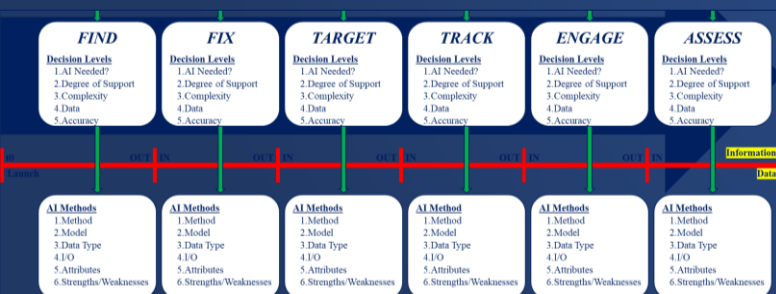 FIND
Decision Levels
1.AI Needed?
2.Degree of Support
3.Complexity
4.Data
5.Accuracy
FIX
Decision Levels
1.AI Needed?
2.Degree of Support
3.Complexity
4.Data
5.Accuracy
TARGET
Decision Levels
1.AI Needed?
2.Degree of Support
3.Complexity
4.Data
5.Accuracy
TRACK
Decision Levels
1.AI Needed?
2.Degree of Support
3.Complexity
4.Data
5.Accuracy
ENGAGE
Decision Levels
1.AI Needed?
2.Degree of Support
3.Complexity
4.Data
5.Accuracy
ASSESS
Decision Levels
1.AI Needed?
2.Degree of Support
3.Complexity
4.Data
5.Accuracy
IN OUT IN OUT IN OUT IN OUT IN OUT IN Information
Launch Data
AI Methods
1.Method
2.Model
3.Data Type
4.I/O
5.Attributes
6.Strengths/Weaknesses
AI Methods
1.Method
2.Model
3.Data Type
4.I/O
5.Attributes
6.Strengths/Weaknesses
AI Methods
1.Method
2.Model
3.Data Type
4.I/O
5.Attributes
6.Strengths/Weaknesses
AI Methods
1.Method
2.Model
3.Data Type
4.I/O
5.Attributes
6.Strengths/Weaknesses
AI Methods
1.Method
2.Model
3.Data Type
4.I/O
5.Attributes
6.Strengths/Weaknesses
AI Methods
1.Method
2.Model
3.Data Type
4.I/O
5.Attributes
6.Strengths/Weaknesses